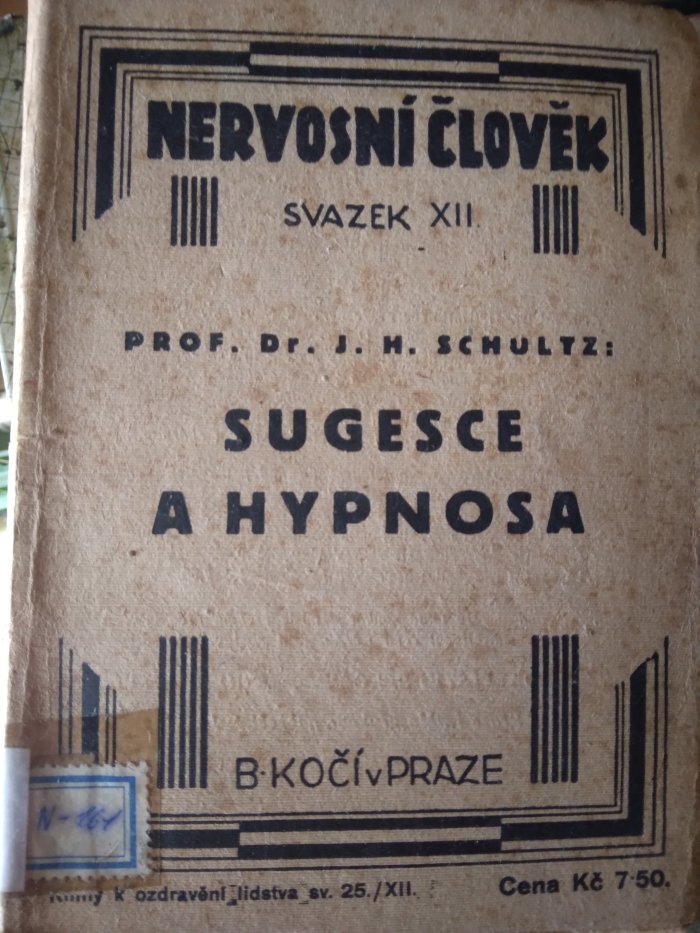 NERVOSNÍ ČLOVĚK
SVAZEK XII.
PROF. Dr. J. H. SCHULTZ:
SUGESCE
A HYPNOSA
B·KOČÍ v PRAZE
N-161
k ozdravění lidstva sv. 25./XII.
Cena Kč 7·50.